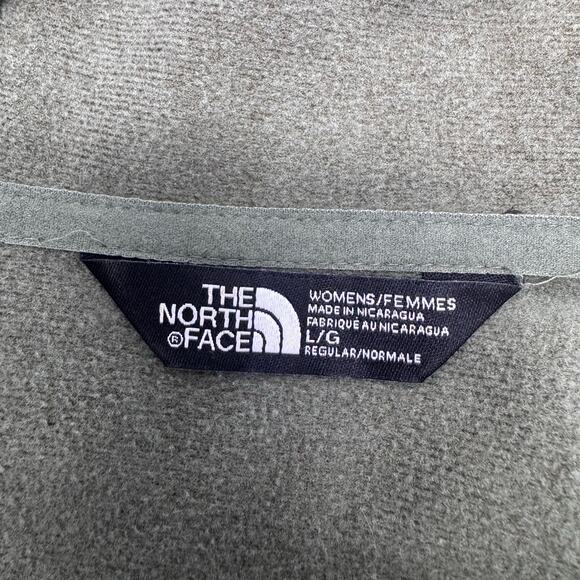 THE
NORTH
®FACE
WOMENS/FEMMES
MADE IN NICARAGUA
FABRIQUÉ AU NICARAGUA
L/G
REGULAR/NORMALE